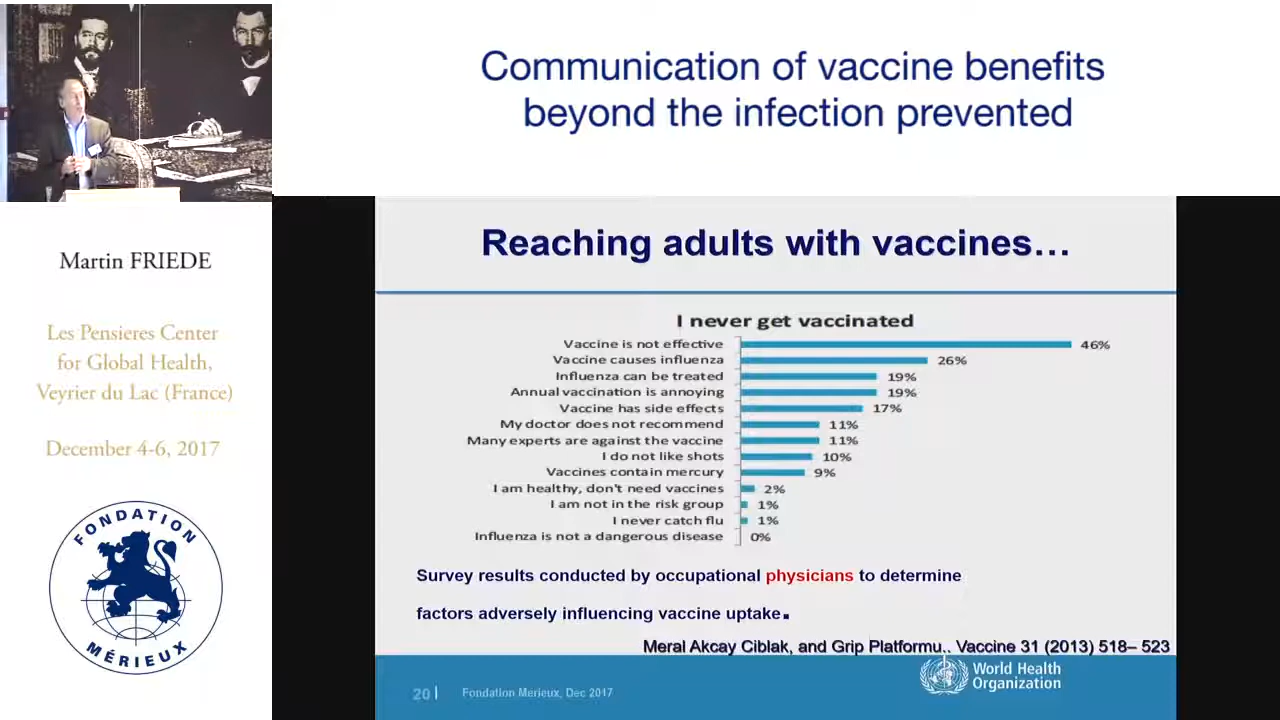 Communication of vaccine benefits
beyond the infection prevented
Martin FRIEDE
Les Pensieres Center
for Global Health,
Veyrier du Lac (France)
December 4-6, 2017
FONDATION
MÉRIEUX
Reaching adults with vaccines…
I never get vaccinated
Vaccine is not effective 46%
Vaccine causes influenza 26%
Influenza can be treated 19%
Annual vaccination is annoying 19%
Vaccine has side effects 17%
My doctor does not recommend 11%
Many experts are against the vaccine 11%
I do not like shots 10%
Vaccines contain mercury 9%
I am healthy, don't need vaccines 2%
I am not in the risk group 1%
I never catch flu 1%
Influenza is not a dangerous disease 0%
Survey results conducted by occupational physicians to determine
factors adversely influencing vaccine uptake.
Meral Akcay Ciblak, and Grip Platformu,. Vaccine 31 (2013) 518– 523
20 | Fondation Merieux, Dec 2017
World Health
Organization